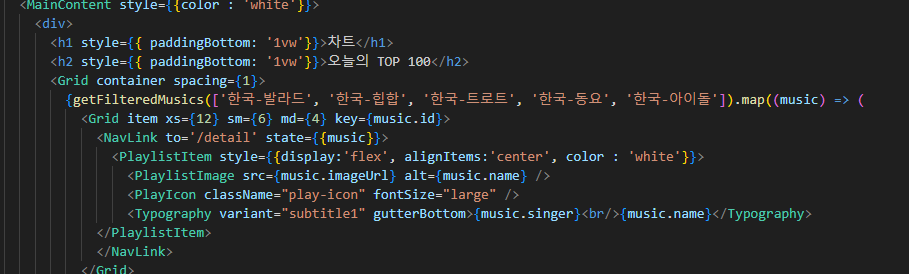 <MainContent style={{color : 'white'}}>
<div>
<h1 style={{ paddingBottom: '1vw'}}>차트</h1>
<h2 style={{ paddingBottom: '1vw'}}>오늘의 TOP 100</h2>
<Grid container spacing={1}>
{getFilteredMusics(['한국-발라드', '한국-힙합', '한국-트로트', '한국-동요', '한국-아이돌']).map((music) => (
<Grid item xs={12} sm={6} md={4} key={music.id}>
<NavLink to='/detail' state={{music}}>
<PlaylistItem style={{display:'flex', alignItems:'center', color : 'white'}}>
<PlaylistImage src={music.imageUrl} alt={music.name} />
<PlayIcon className="play-icon" fontSize="large" />
<Typography variant="subtitle1" gutterBottom>{music.singer}<br/>{music.name}</Typography>
</PlaylistItem>
</NavLink>
</Grid>